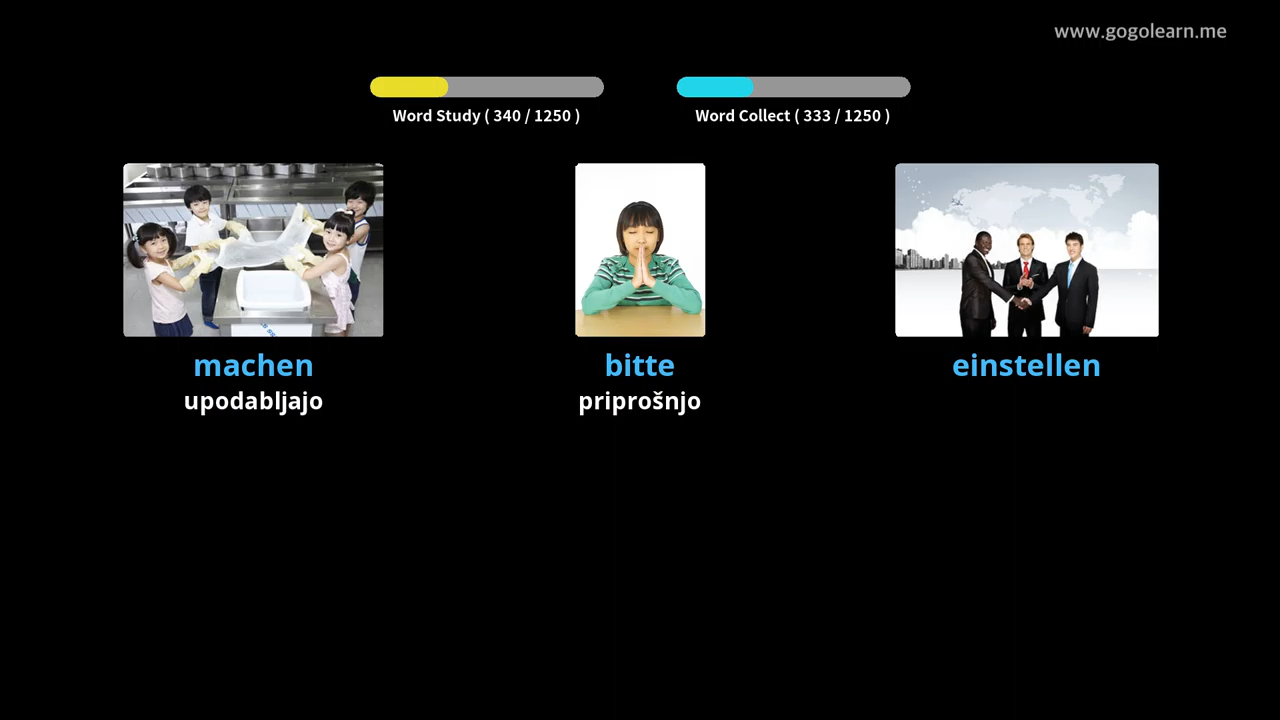 www.gogolearn.me
Word Study ( 340 / 1250 )
Word Collect ( 333 / 1250 )
machen
bitte
einstellen
upodabljajo
priprošnjo